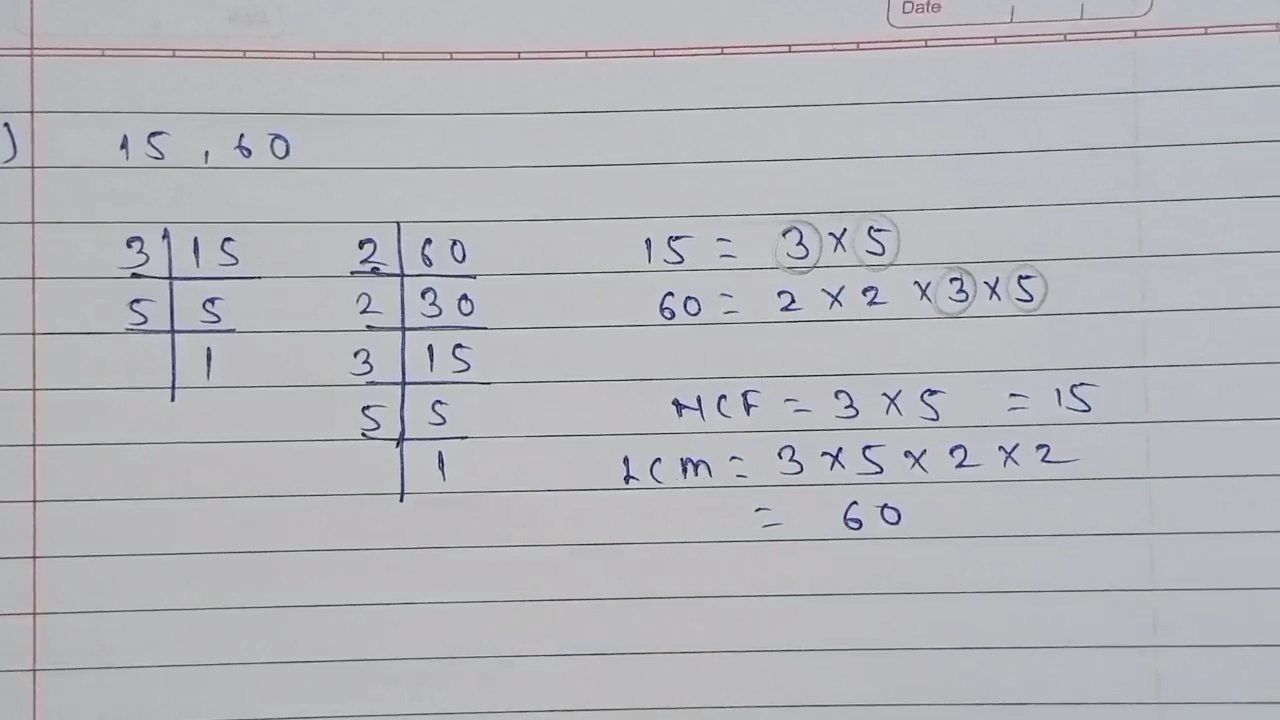 Date
) 15, 60
3 | 15
5 | 5
1
2 | 60
2 | 30
3 | 15
5 | 5
1
15 = 3 × 5
60 = 2 × 2 × 3 × 5
HCF = 3 × 5 = 15
LCM = 3 × 5 × 2 × 2
= 60